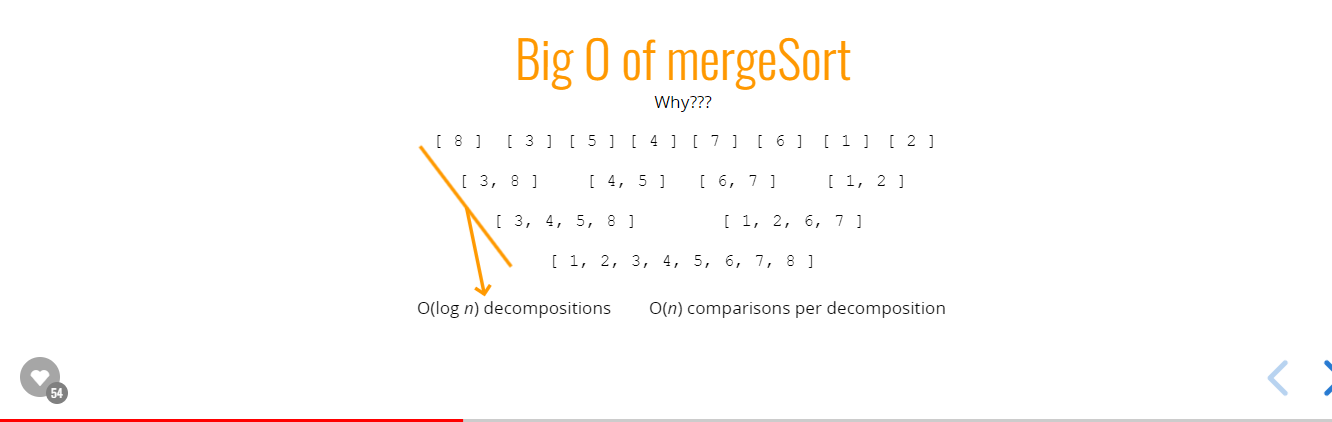 Big O of mergeSort
Why???
[ 8 ] [ 3 ] [ 5 ] [ 4 ] [ 7 ] [ 6 ] [ 1 ] [ 2 ]
[ 3, 8 ] [ 4, 5 ] [ 6, 7 ] [ 1, 2 ]
[ 3, 4, 5, 8 ] [ 1, 2, 6, 7 ]
[ 1, 2, 3, 4, 5, 6, 7, 8 ]
O(log n) decompositions O(n) comparisons per decomposition
54